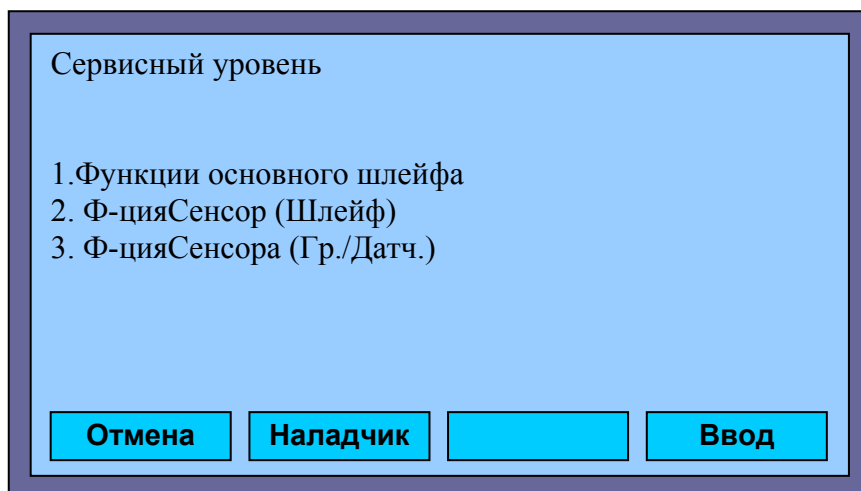 Сервисный уровень
1.Функции основного шлейфа
2. Ф-цияСенсор (Шлейф)
3. Ф-цияСенсора (Гр./Датч.)
Отмена Наладчик Ввод